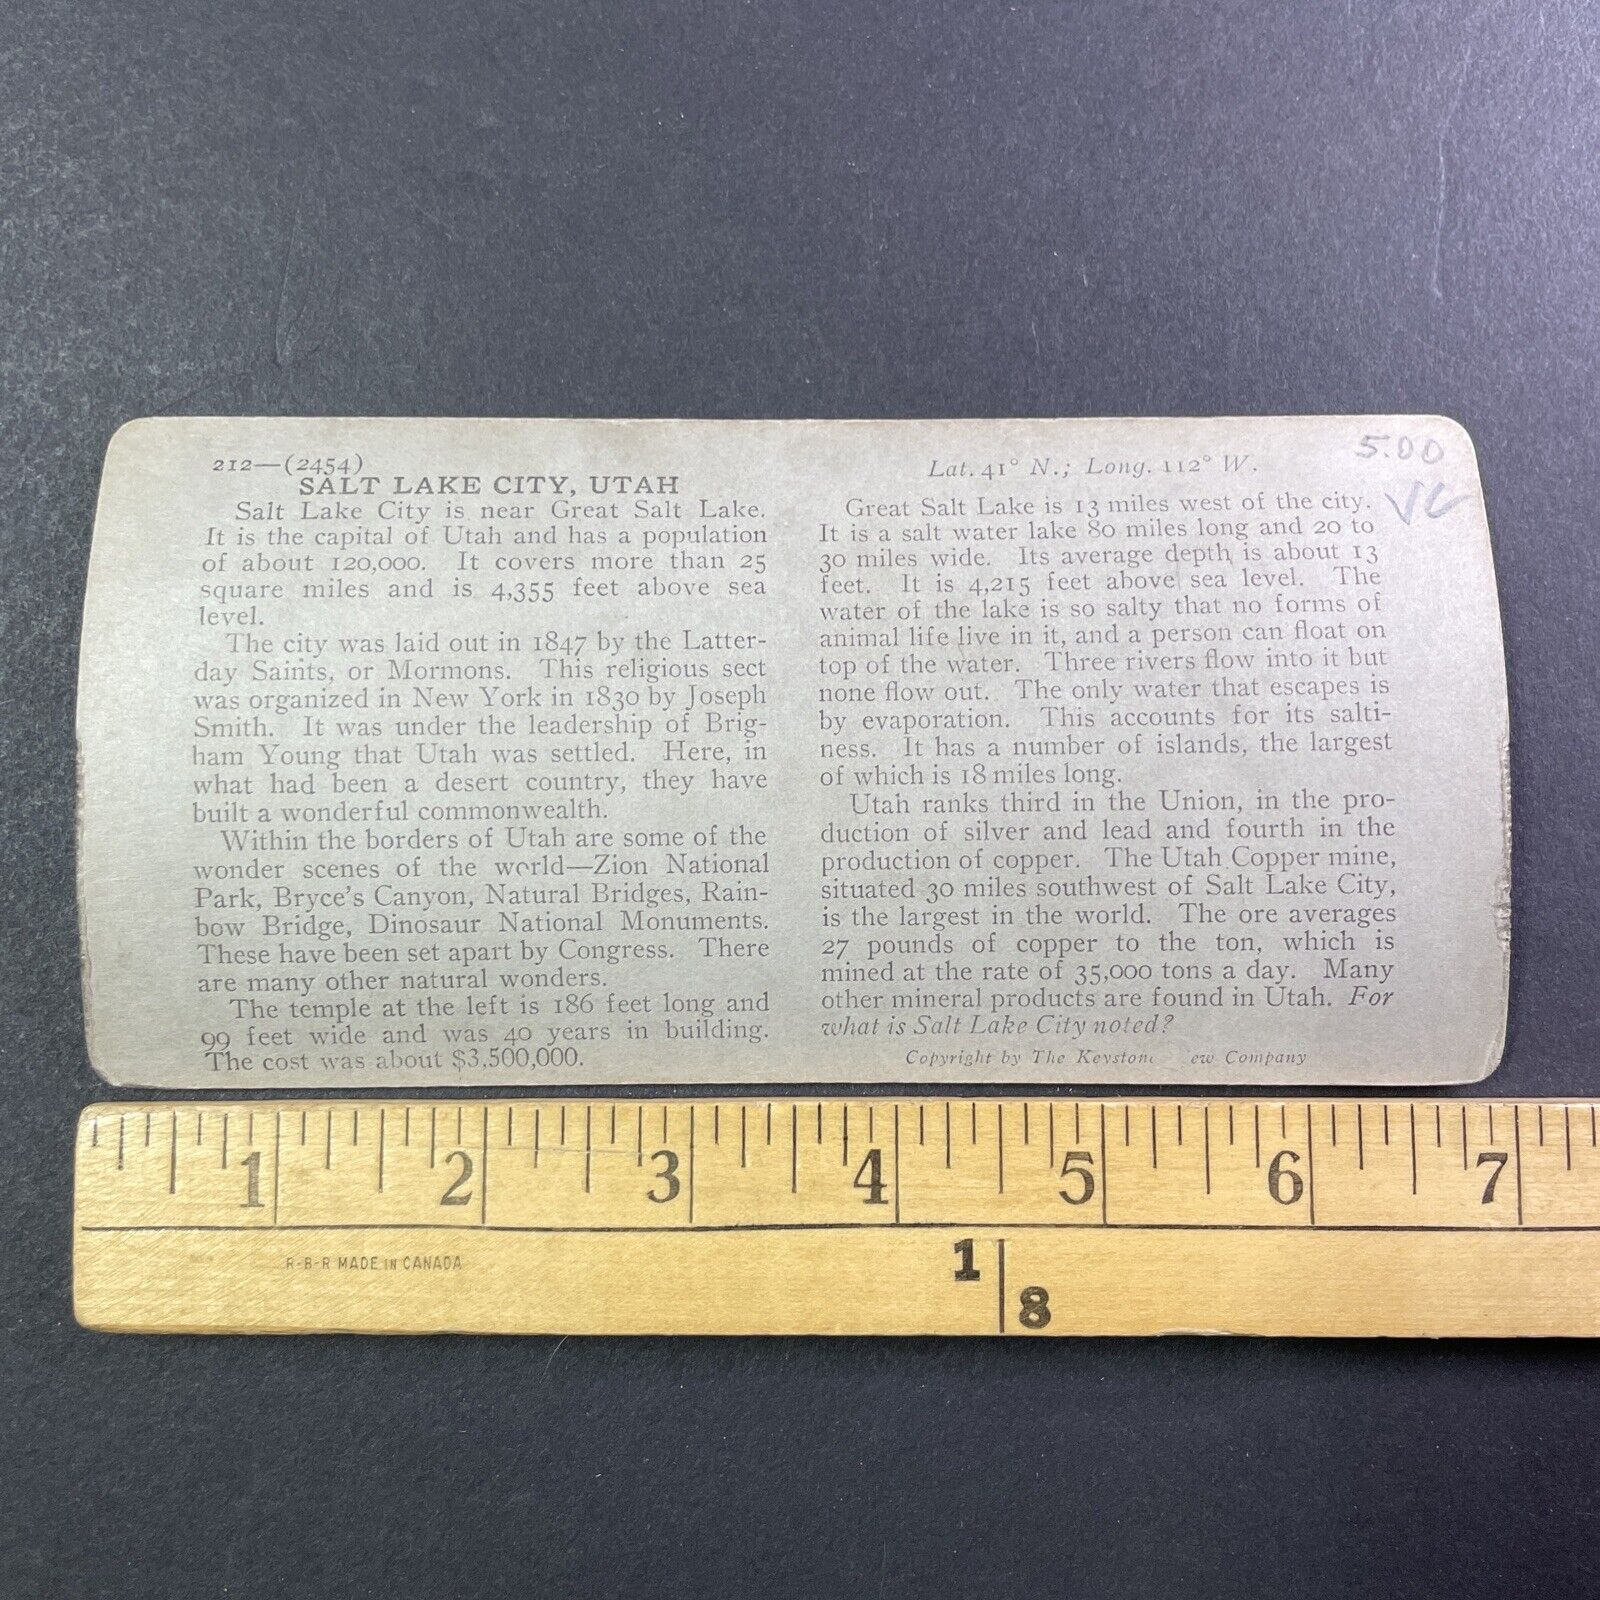 212—(2454)
SALT LAKE CITY, UTAH
Salt Lake City is near Great Salt Lake.
It is the capital of Utah and has a population
of about 120,000. It covers more than 25
square miles and is 4,355 feet above sea
level.
The city was laid out in 1847 by the Latter-
day Saints, or Mormons. This religious sect
was organized in New York in 1830 by Joseph
Smith. It was under the leadership of Brig-
ham Young that Utah was settled. Here, in
what had been a desert country, they have
built a wonderful commonwealth.
Within the borders of Utah are some of the
wonder scenes of the world—Zion National
Park, Bryce's Canyon, Natural Bridges, Rain-
bow Bridge, Dinosaur National Monuments.
These have been set apart by Congress. There
are many other natural wonders.
The temple at the left is 186 feet long and
99 feet wide and was 40 years in building.
The cost was about $3,500,000.
Lat. 41° N.; Long. 112° W.
5.00
VC
Great Salt Lake is 13 miles west of the city.
It is a salt water lake 80 miles long and 20 to
30 miles wide. Its average depth is about 13
feet. It is 4,215 feet above sea level. The
water of the lake is so salty that no forms of
animal life live in it, and a person can float on
top of the water. Three rivers flow into it but
none flow out. The only water that escapes is
by evaporation. This accounts for its salti-
ness. It has a number of islands, the largest
of which is 18 miles long.
Utah ranks third in the Union, in the pro-
duction of silver and lead and fourth in the
production of copper. The Utah Copper mine,
situated 30 miles southwest of Salt Lake City,
is the largest in the world. The ore averages
27 pounds of copper to the ton, which is
mined at the rate of 35,000 tons a day. Many
other mineral products are found in Utah. For
what is Salt Lake City noted?
Copyright by The Keyston ew Company
1 2 3 4 5 6 7
R-B-R MADE IN CANADA
1
8